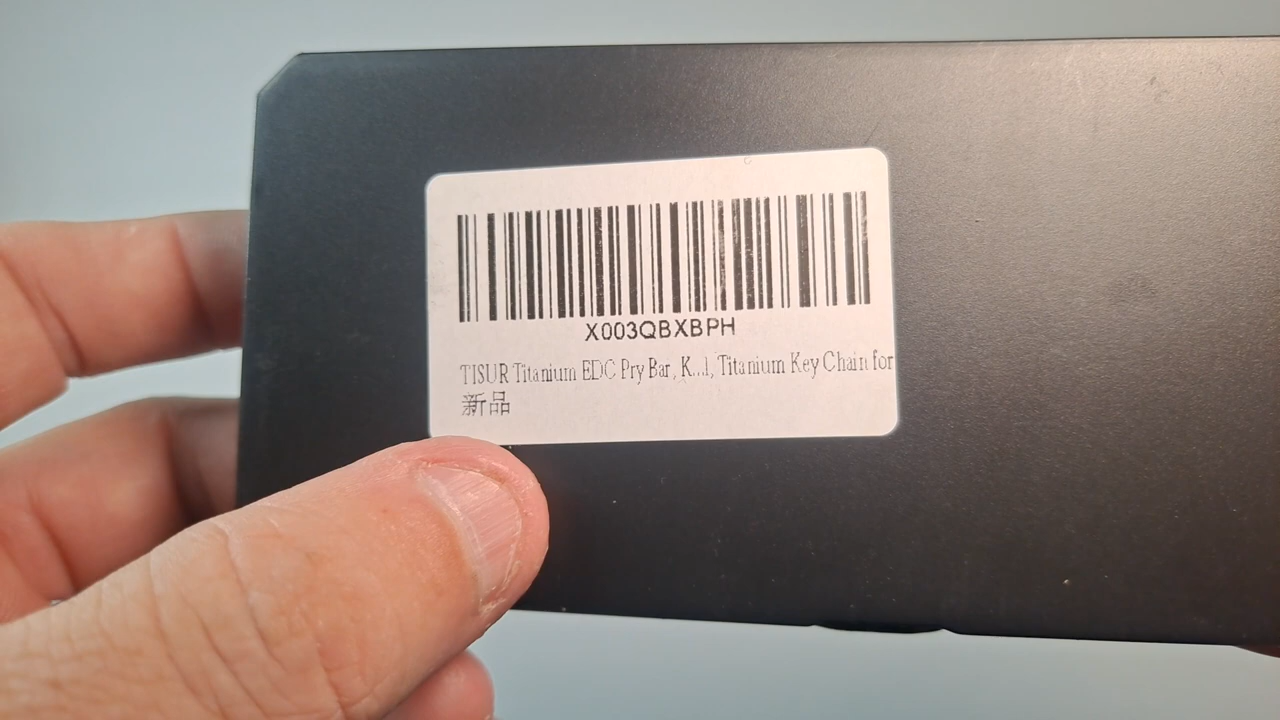 X003QBXBPH
TISUR Titanium EDC Pry Bar, K...l, Titanium Key Chain for
新品